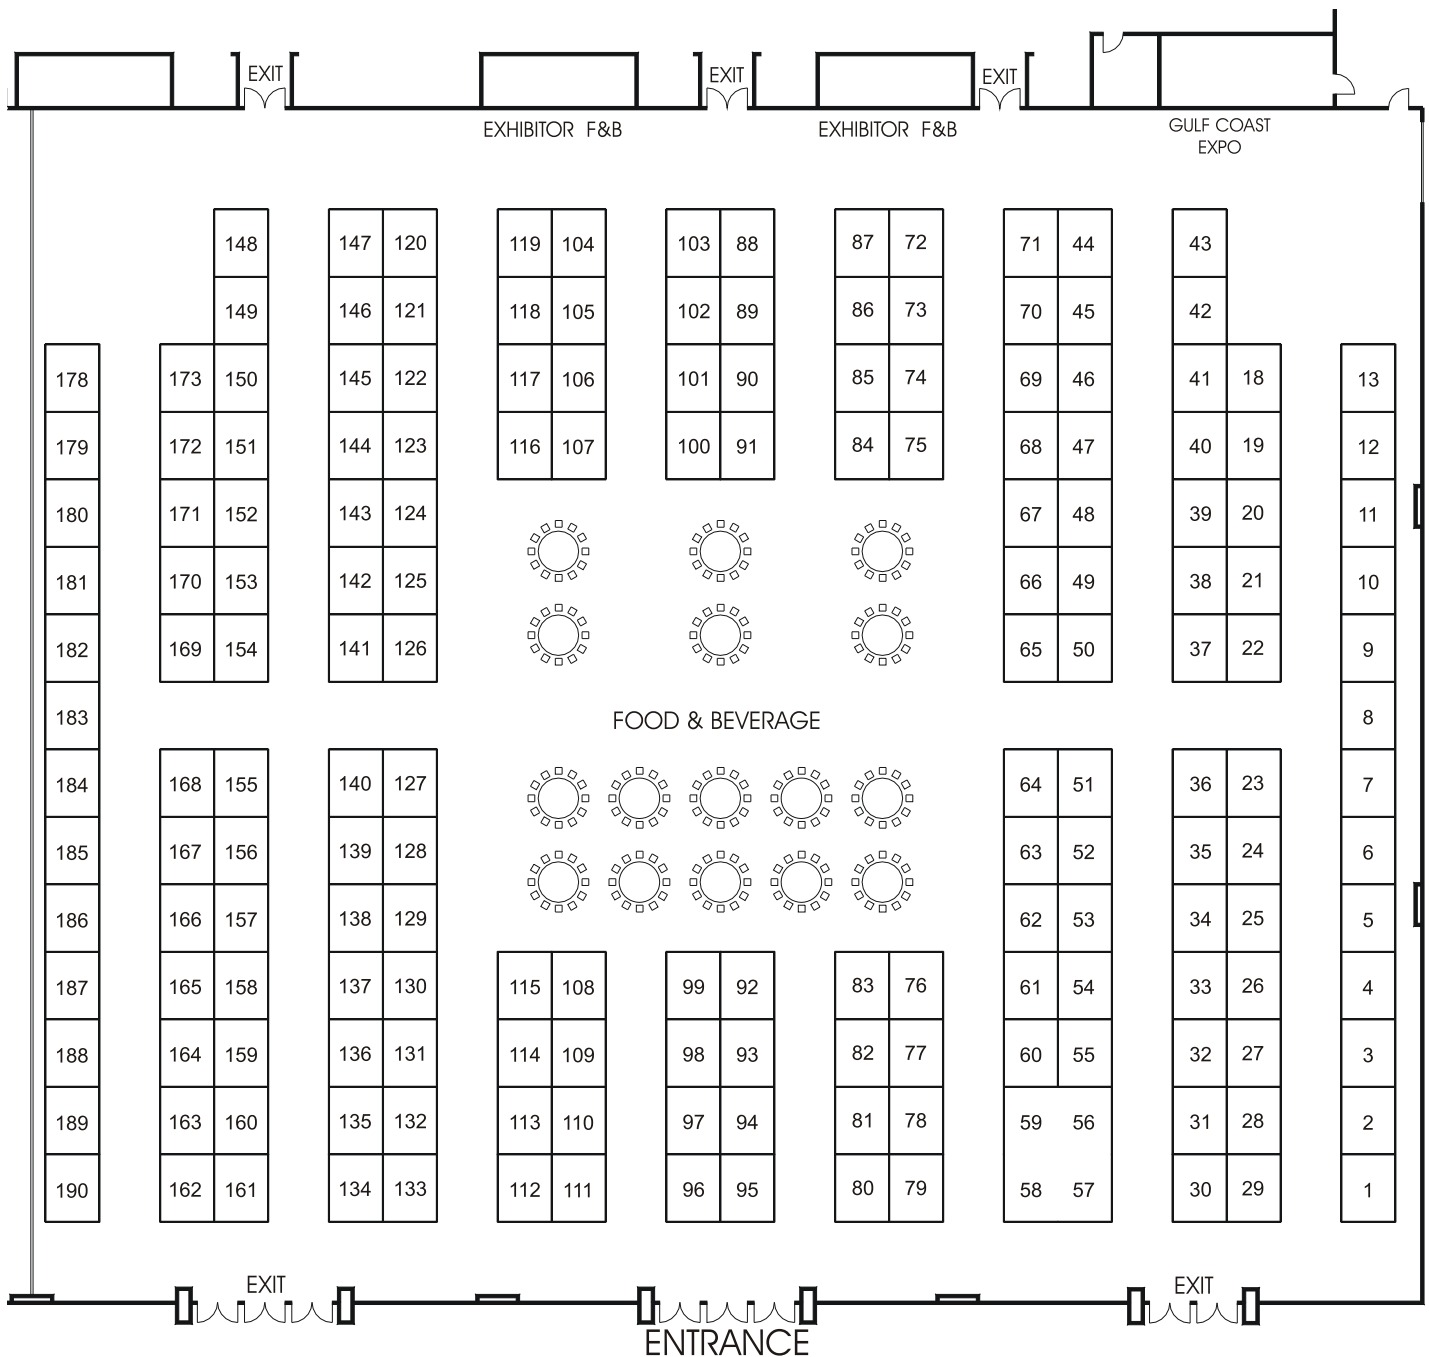 EXIT EXIT EXIT
EXHIBITOR F&B EXHIBITOR F&B GULF COAST
EXPO
148 147 120 119 104 103 88 87 72 71 44 43
149 146 121 118 105 102 89 86 73 70 45 42
178 173 150 145 122 117 106 101 90 85 74 69 46 41 18 13
179 172 151 144 123 116 107 100 91 84 75 68 47 40 19 12
180 171 152 143 124 67 48 39 20 11
181 170 153 142 125 66 49 38 21 10
182 169 154 141 126 65 50 37 22 9
183 FOOD & BEVERAGE 8
184 168 155 140 127 64 51 36 23 7
185 167 156 139 128 63 52 35 24 6
186 166 157 138 129 62 53 34 25 5
187 165 158 137 130 115 108 99 92 83 76 61 54 33 26 4
188 164 159 136 131 114 109 98 93 82 77 60 55 32 27 3
189 163 160 135 132 113 110 97 94 81 78 59 56 31 28 2
190 162 161 134 133 112 111 96 95 80 79 58 57 30 29 1
EXIT EXIT
ENTRANCE